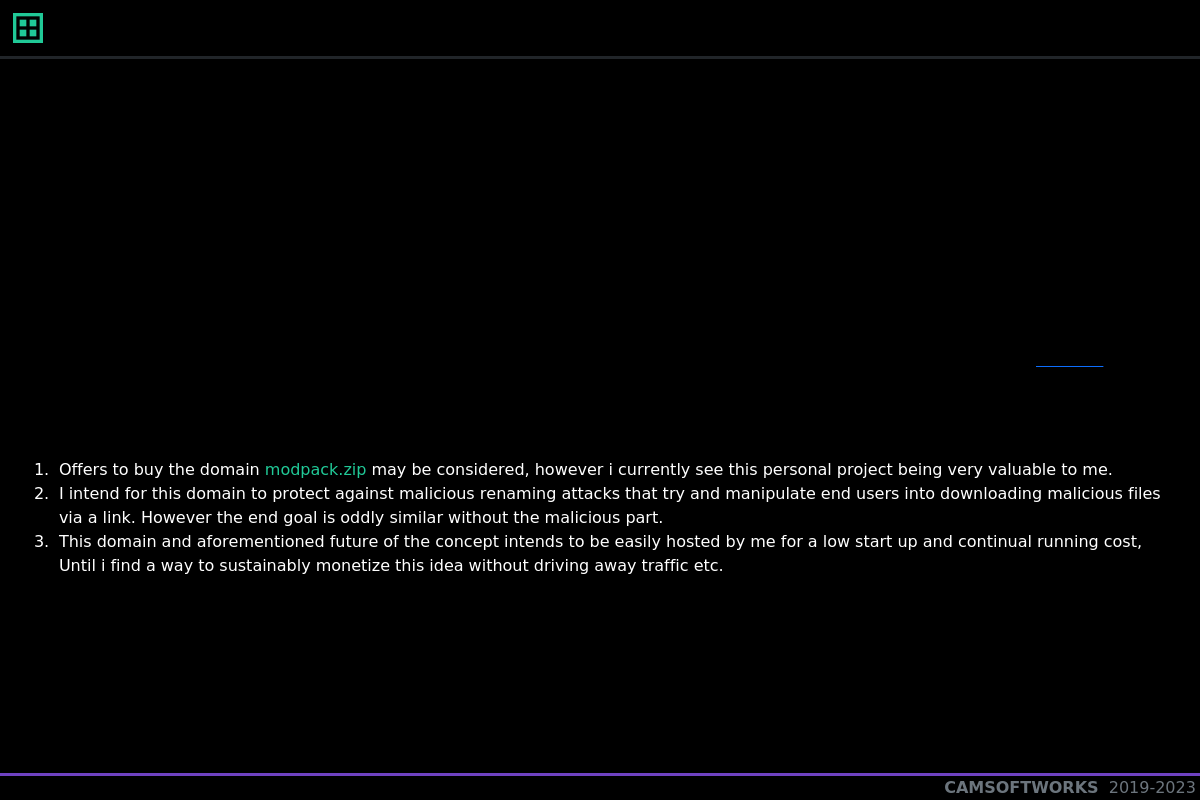 1. Offers to buy the domain modpack.zip may be considered, however i currently see this personal project being very valuable to me.
2. I intend for this domain to protect against malicious renaming attacks that try and manipulate end users into downloading malicious files
via a link. However the end goal is oddly similar without the malicious part.
3. This domain and aforementioned future of the concept intends to be easily hosted by me for a low start up and continual running cost,
Until i find a way to sustainably monetize this idea without driving away traffic etc.
CAMSOFTWORKS 2019-2023